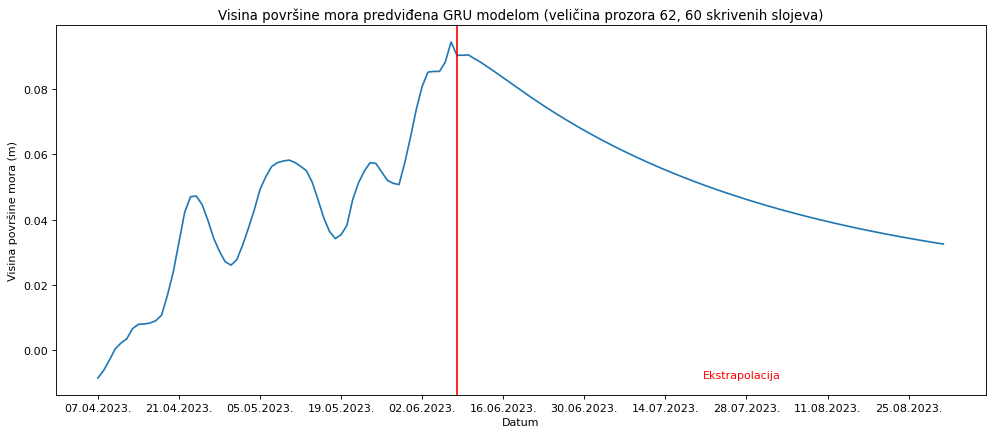 Visina površine mora predviđena GRU modelom (veličina prozora 62, 60 skrivenih slojeva)
Visina površine mora (m)
0.08
0.06
0.04
0.02
0.00
Ekstrapolacija
07.04.2023. 21.04.2023. 05.05.2023. 19.05.2023. 02.06.2023. 16.06.2023. 30.06.2023. 14.07.2023. 28.07.2023. 11.08.2023. 25.08.2023.
Datum